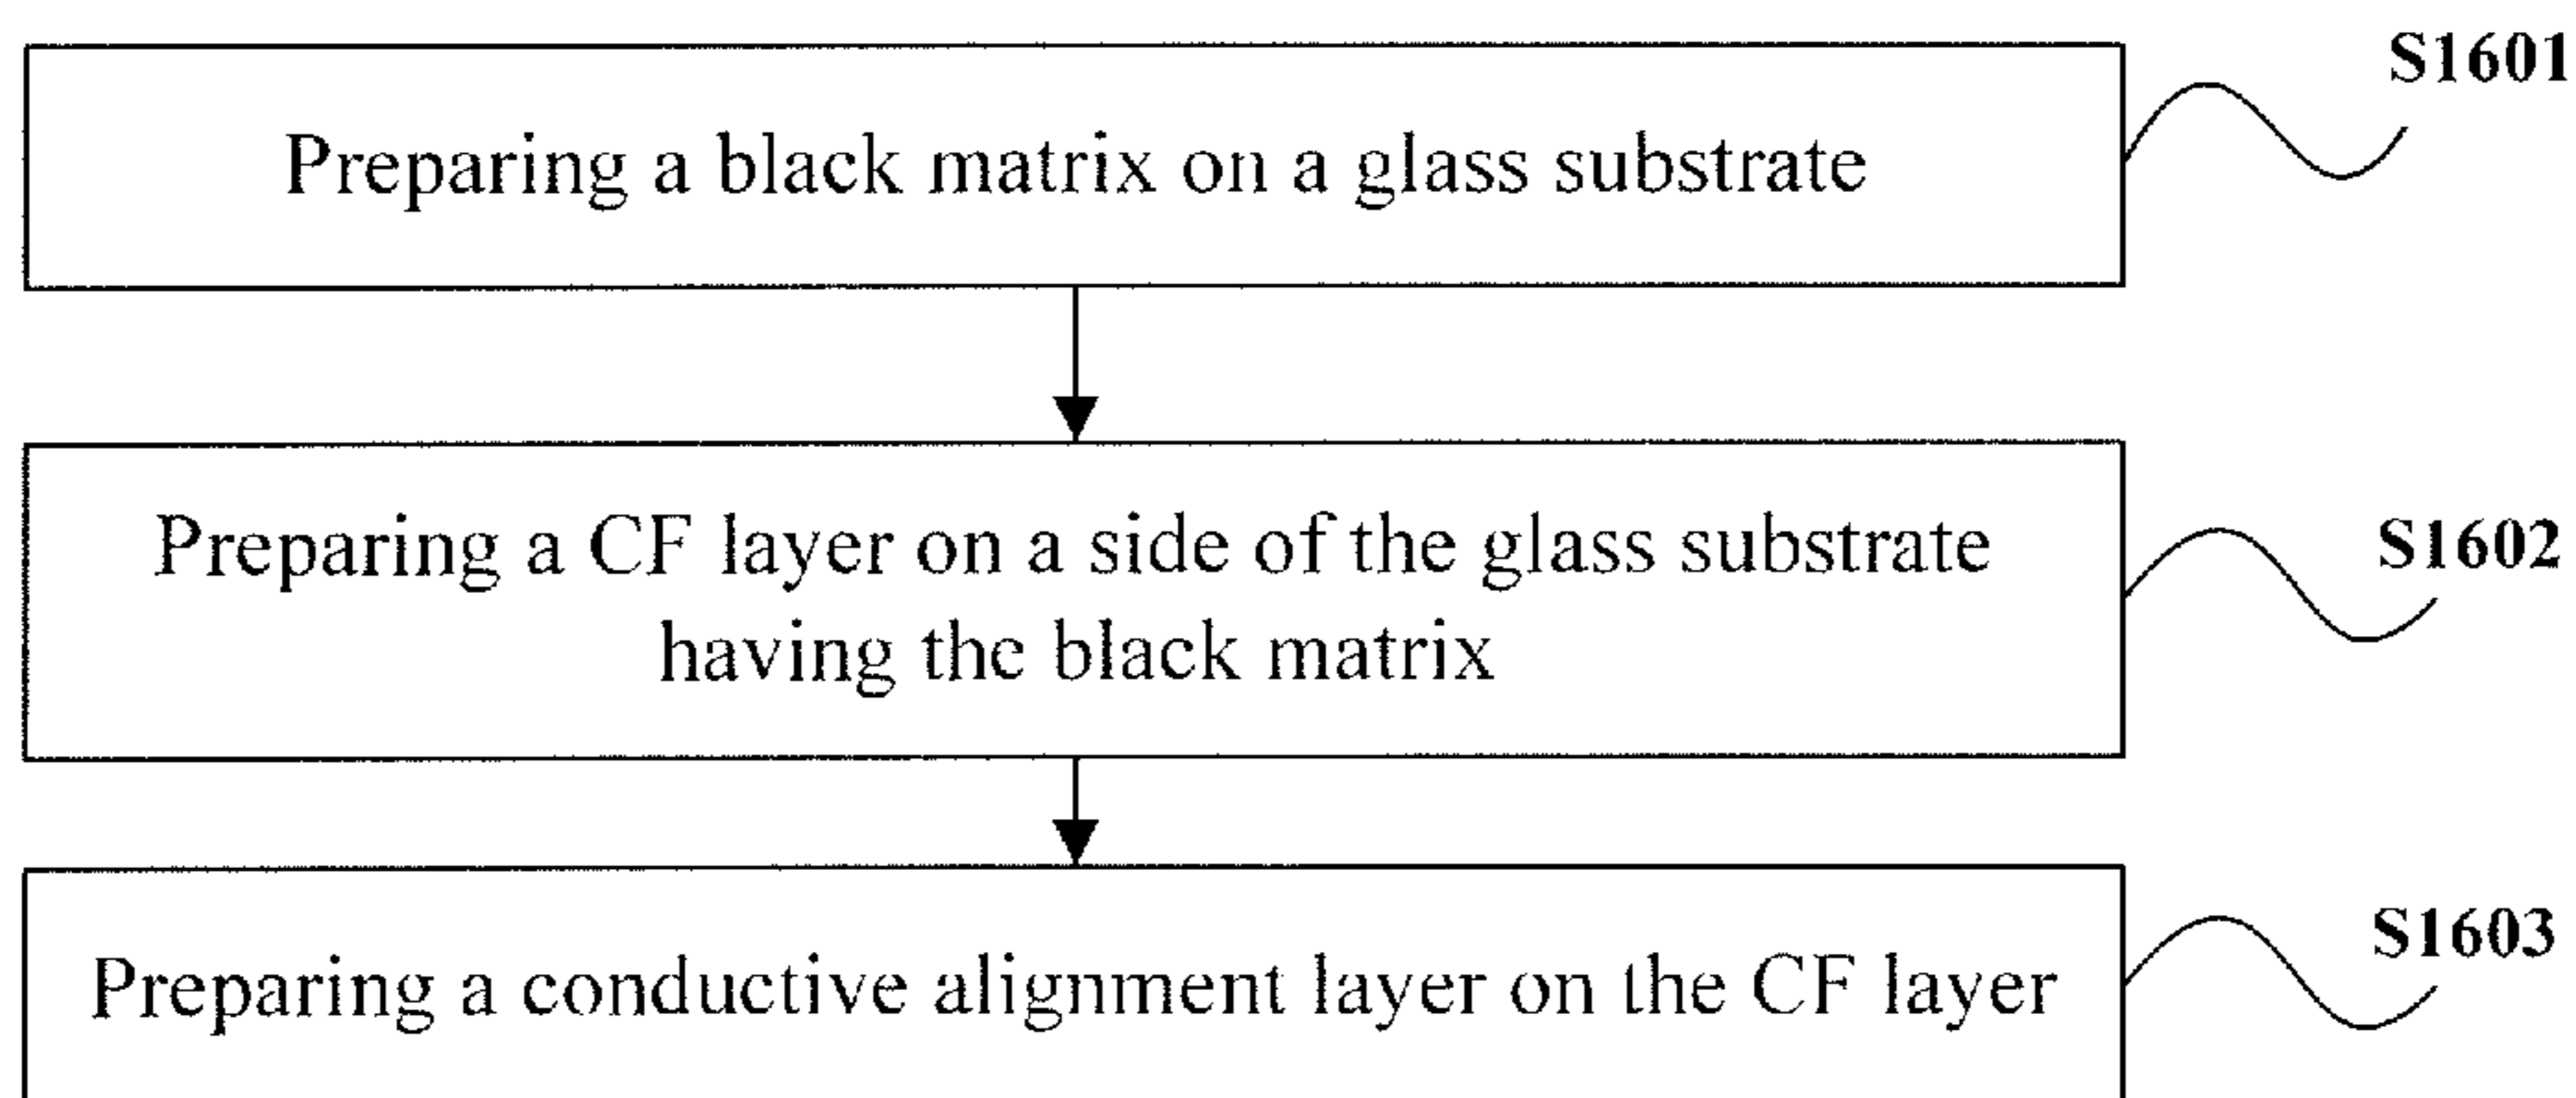 S1601
Preparing a black matrix on a glass substrate
Preparing a CF layer on a side of the glass substrate
having the black matrix
S1602
S1603
Preparing a conductive alignment layer on the CF layer